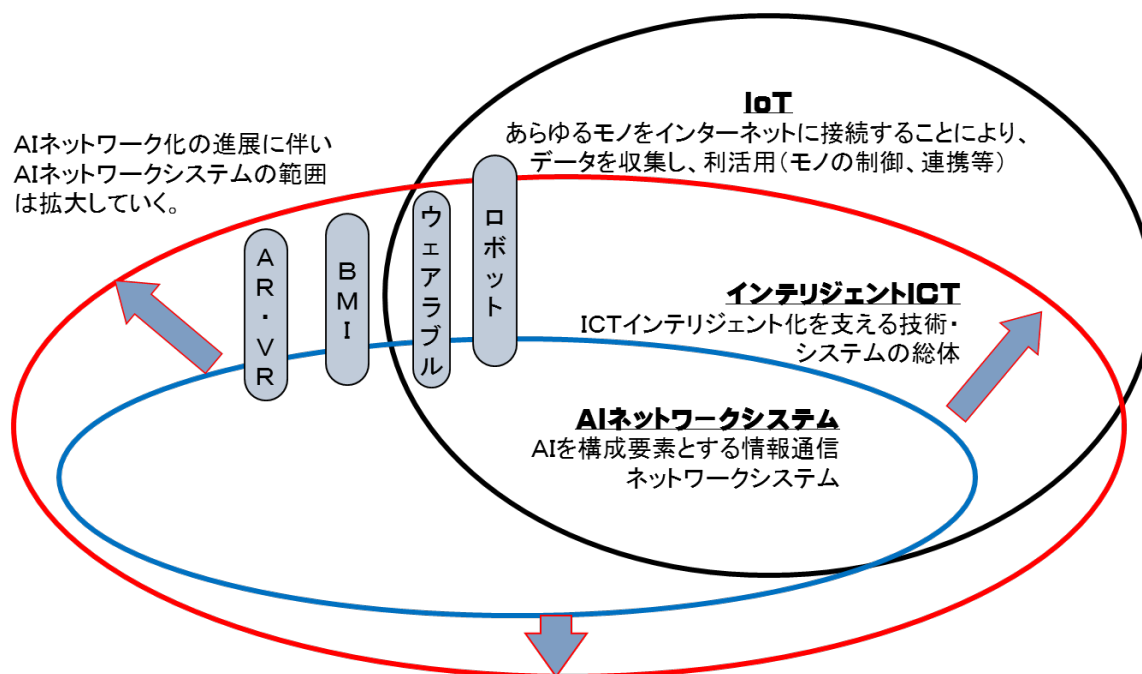 IoT
あらゆるモノをインターネットに接続することにより、
データを収集し、利活用（モノの制御、連携等）
AIネットワーク化の進展に伴い
AIネットワークシステムの範囲
は拡大していく。
AR・VR
BMI
ウェアラブル
ロボット
インテリジェントICT
ICTインテリジェント化を支える技術・
システムの総体
AIネットワークシステム
AIを構成要素とする情報通信
ネットワークシステム